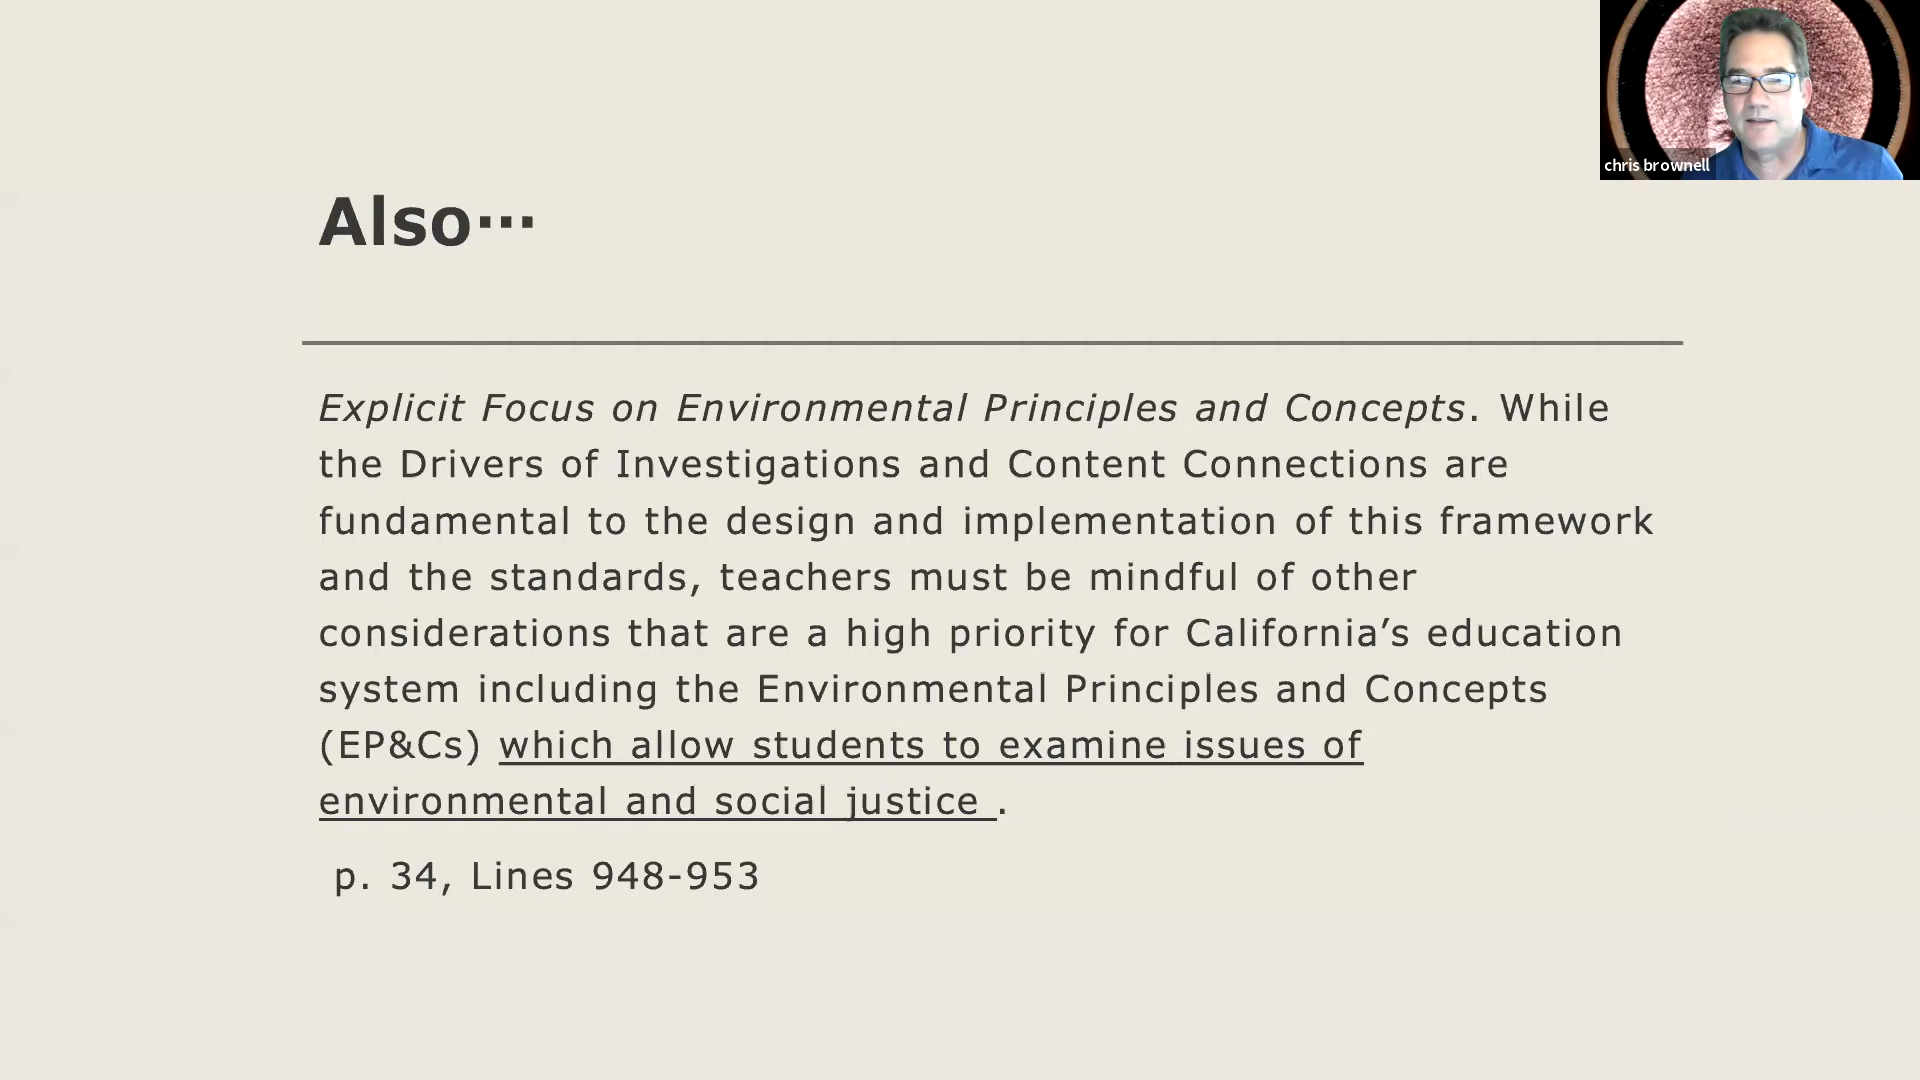 chris brownell
Also…
Explicit Focus on Environmental Principles and Concepts. While
the Drivers of Investigations and Content Connections are
fundamental to the design and implementation of this framework
and the standards, teachers must be mindful of other
considerations that are a high priority for California’s education
system including the Environmental Principles and Concepts
(EP&Cs) which allow students to examine issues of
environmental and social justice .
p. 34, Lines 948-953